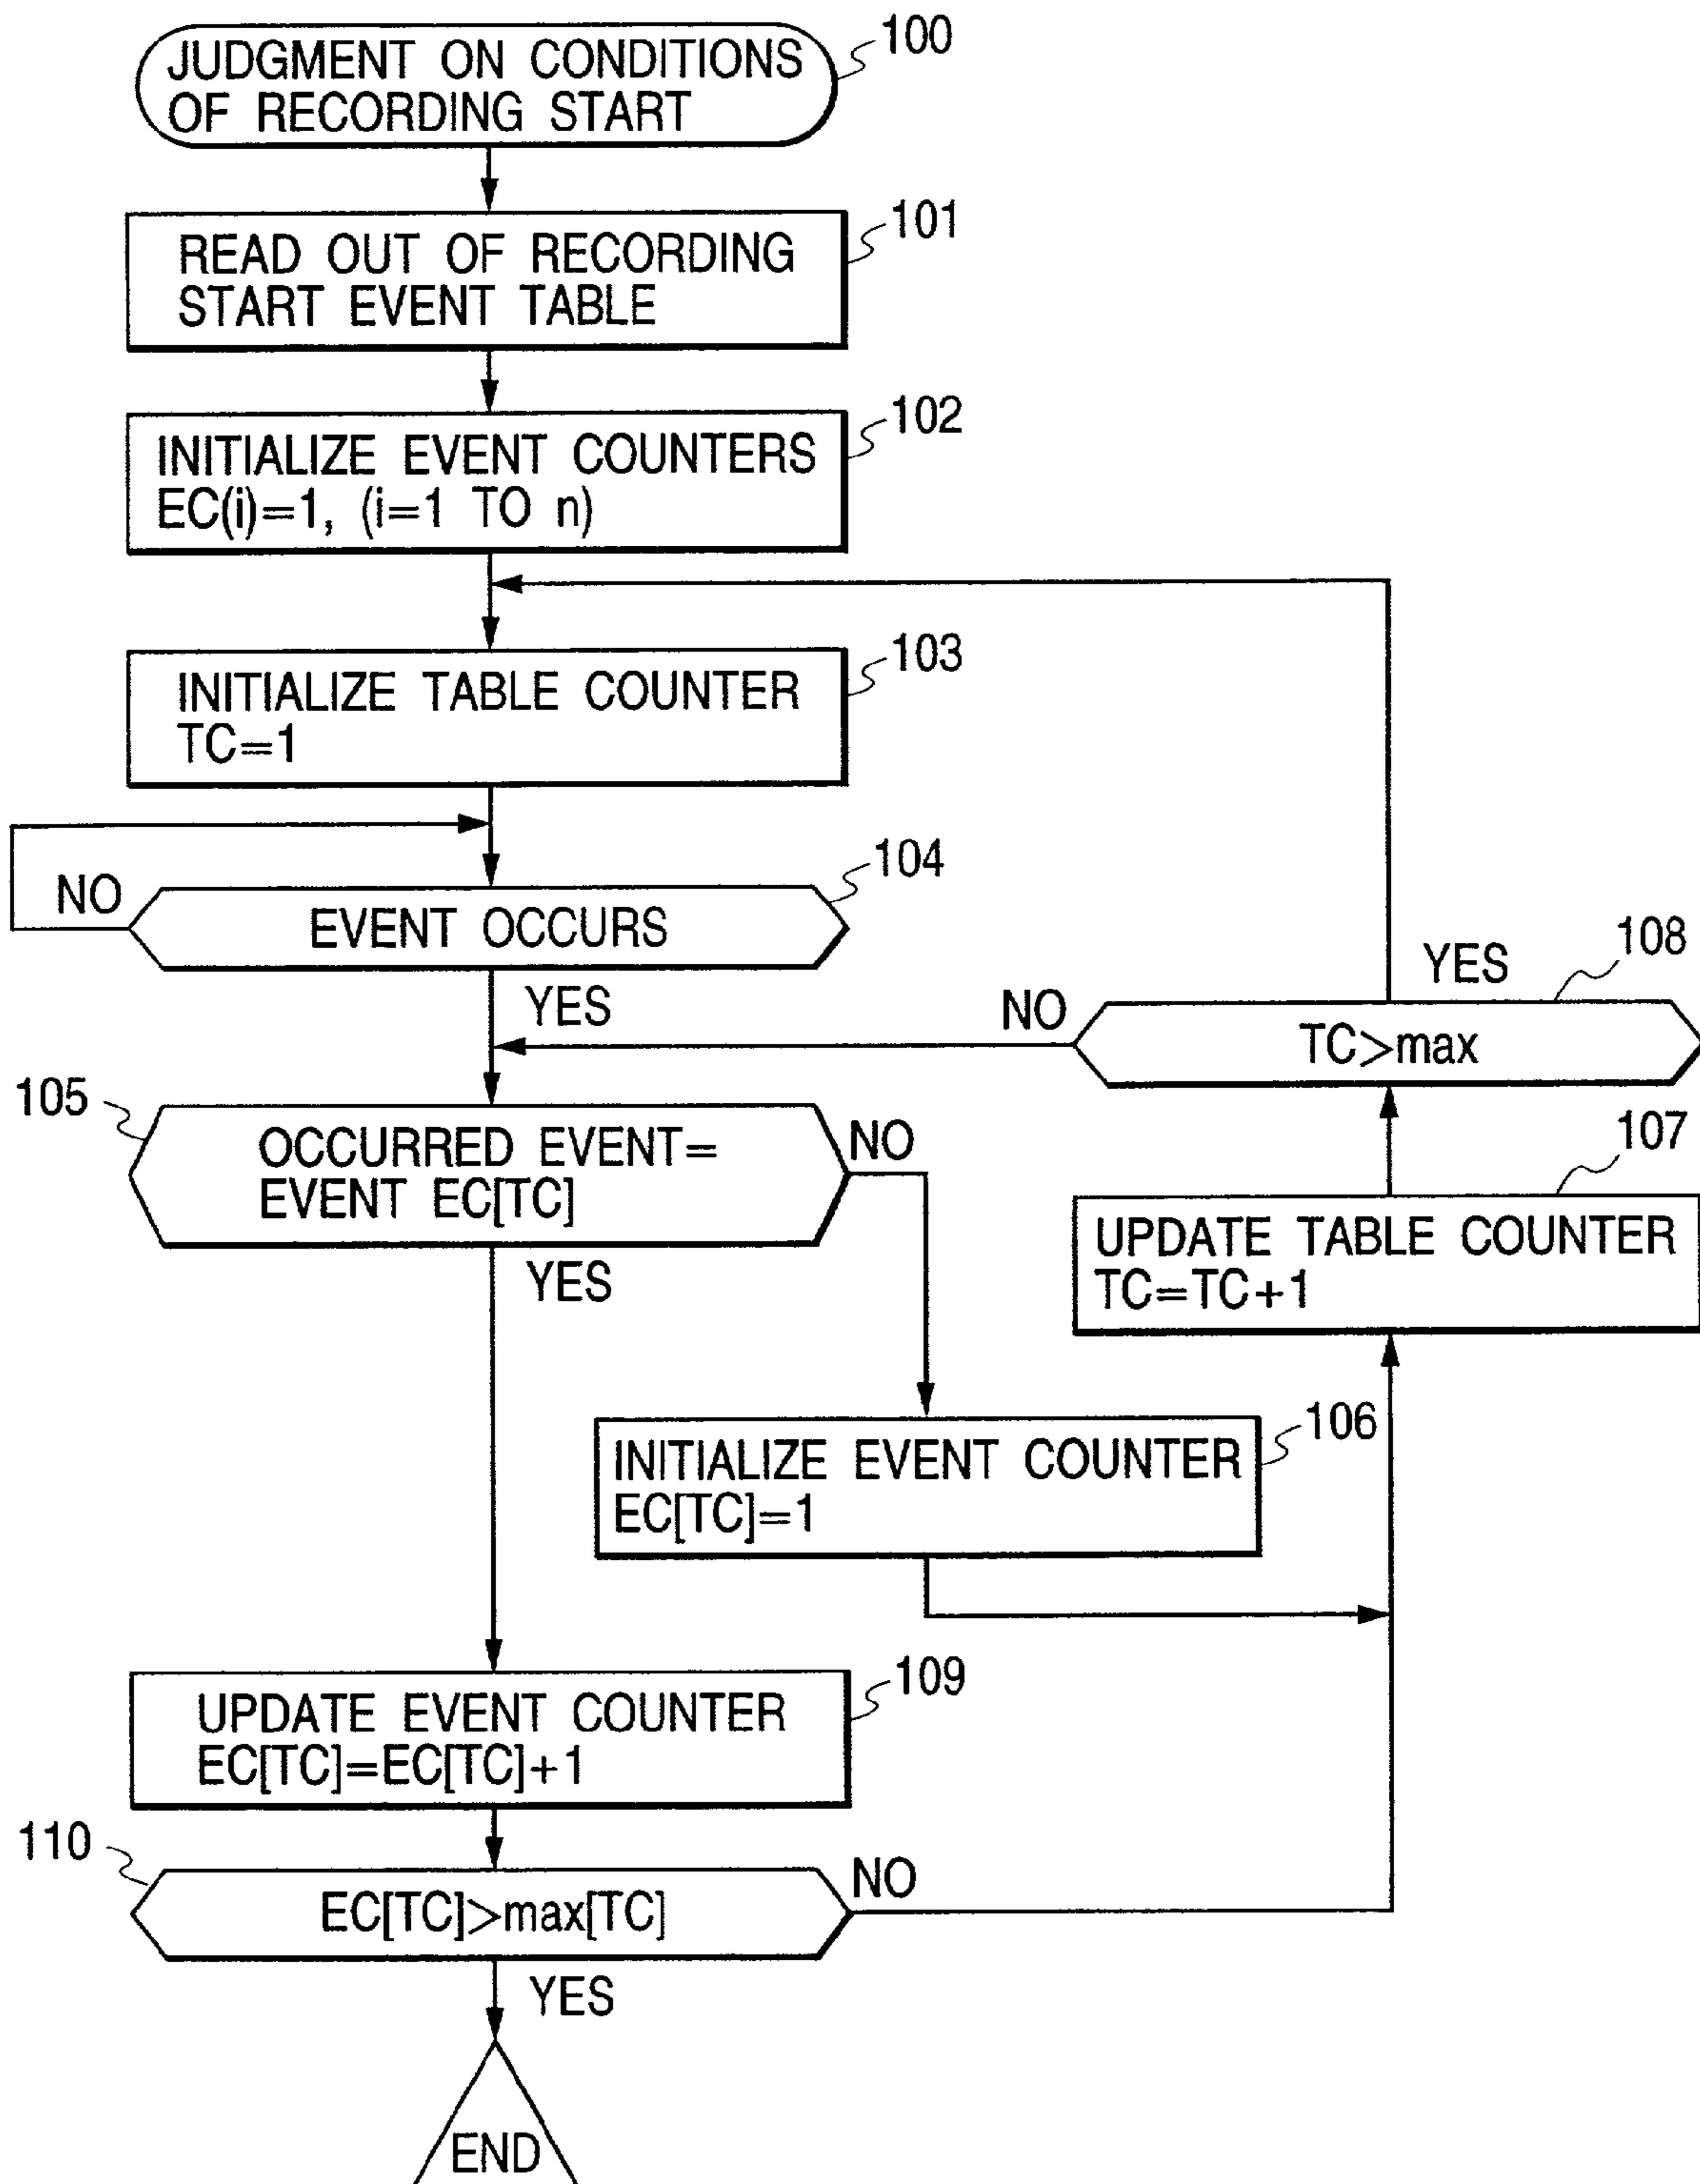 100
JUDGMENT ON CONDITIONS
OF RECORDING START
101
READ OUT OF RECORDING
START EVENT TABLE
102
INITIALIZE EVENT COUNTERS
EC(i)=1, (i=1 TO n)
103
INITIALIZE TABLE COUNTER
TC=1
104
NO
EVENT OCCURS
YES
108
YES
NO
TC>max
105
OCCURRED EVENT=
EVENT EC[TC]
NO
YES
107
UPDATE TABLE COUNTER
TC=TC+1
106
INITIALIZE EVENT COUNTER
EC[TC]=1
109
UPDATE EVENT COUNTER
EC[TC]=EC[TC]+1
110
EC[TC]>max[TC]
NO
YES
END